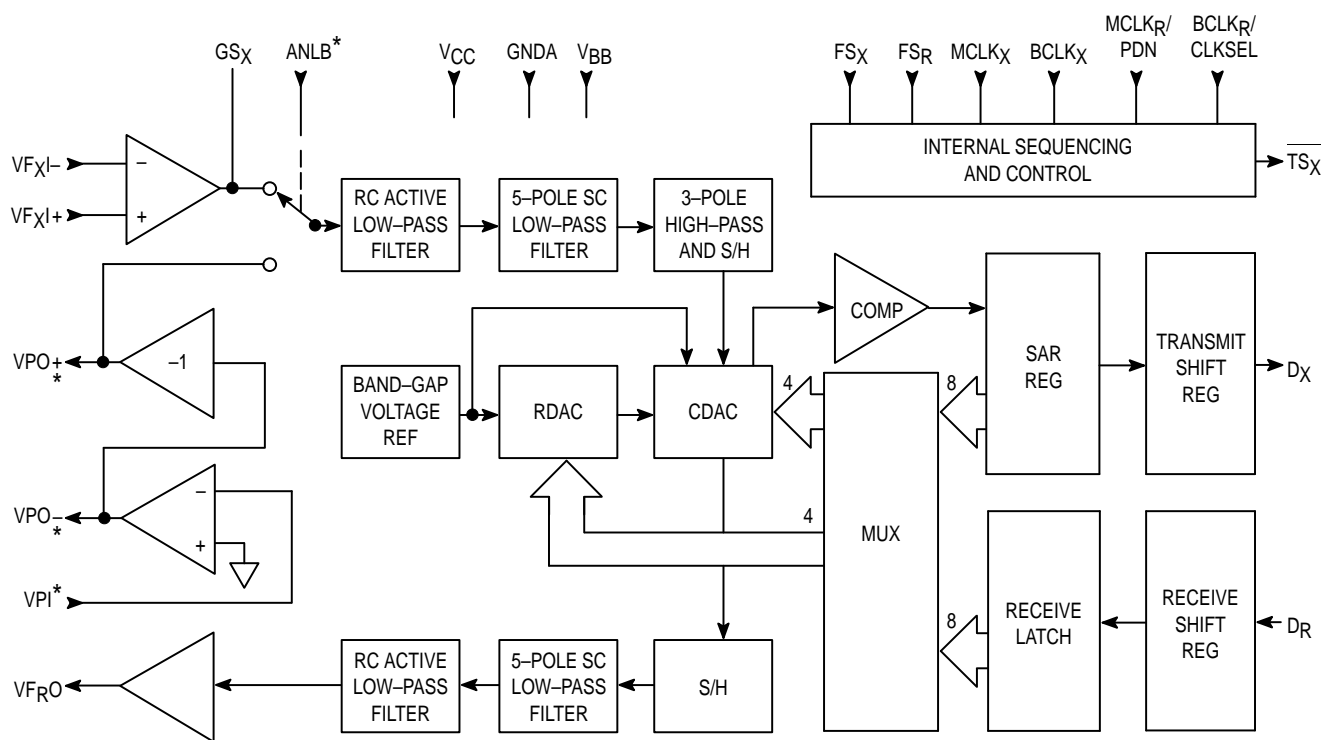 GSX ANLB* VCC GNDA VBB
FSX FSR MCLKX BCLKX MCLKR/ PDN BCLKR/ CLKSEL
INTERNAL SEQUENCING
AND CONTROL
TSX
VFXI–
VFXI+
–
+
RC ACTIVE
LOW–PASS
FILTER
5–POLE SC
LOW–PASS
FILTER
3–POLE
HIGH–PASS
AND S/H
COMP
SAR
REG
TRANSMIT
SHIFT
REG
DX
VPO+
*
–1
BAND–GAP
VOLTAGE
REF
RDAC
CDAC
4
8
MUX
4
VPO–
*
–
+
VPI*
8
RECEIVE
LATCH
RECEIVE
SHIFT
REG
DR
VFRO
RC ACTIVE
LOW–PASS
FILTER
5–POLE SC
LOW–PASS
FILTER
S/H